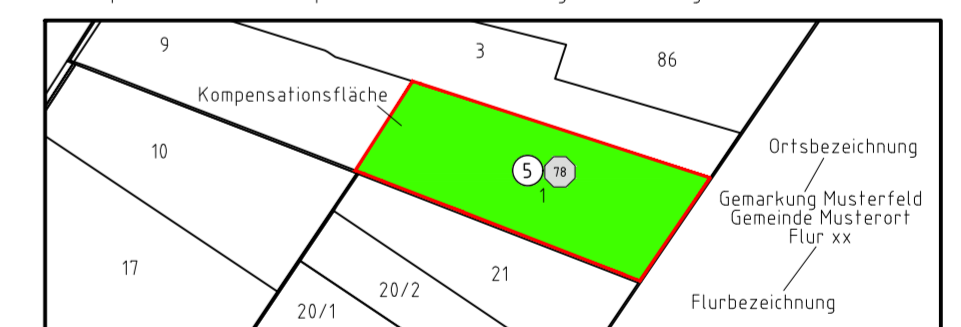 9
3
86
Kompensationsfläche
10
Ortsbezeichnung
5 78
1
Gemarkung Musterfeld
Gemeinde Musterort
Flur xx
17
21
20/2
20/1
Flurbezeichnung